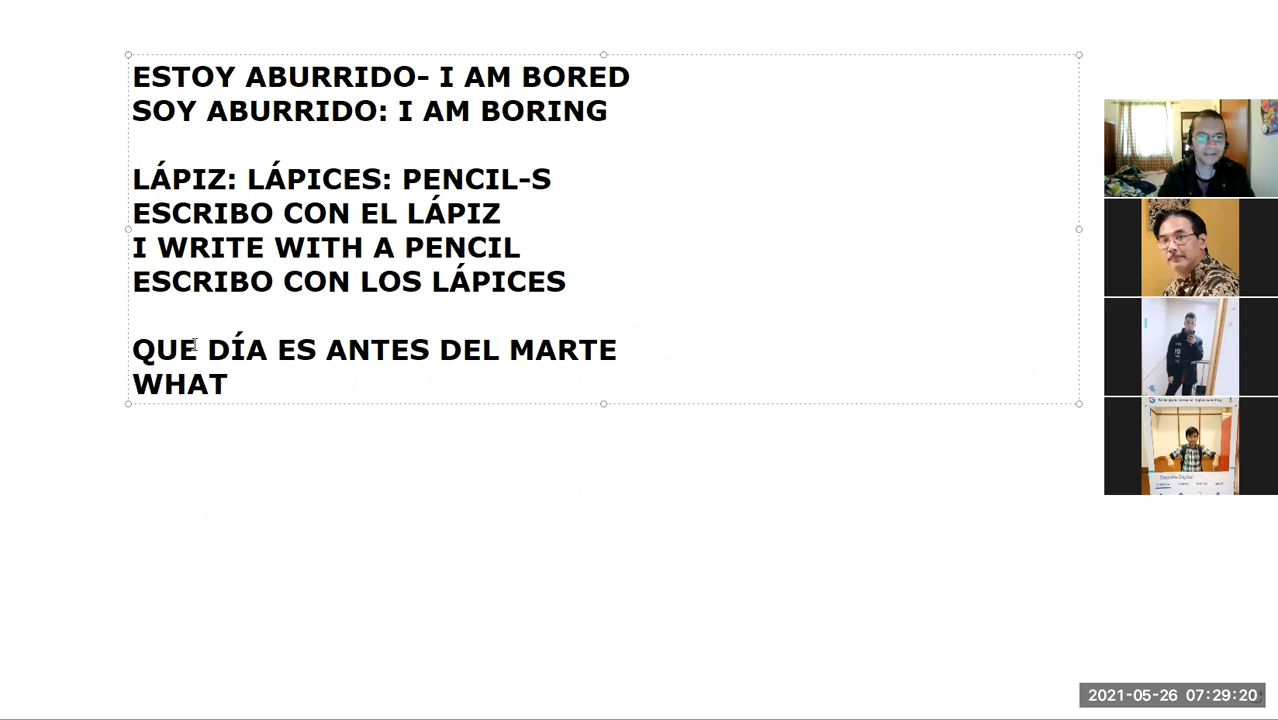 ESTOY ABURRIDO- I AM BORED
SOY ABURRIDO: I AM BORING
LÁPIZ: LÁPICES: PENCIL-S
ESCRIBO CON EL LÁPIZ
I WRITE WITH A PENCIL
ESCRIBO CON LOS LÁPICES
QUE DÍA ES ANTES DEL MARTE
WHAT
2021-05-26 07:29:20